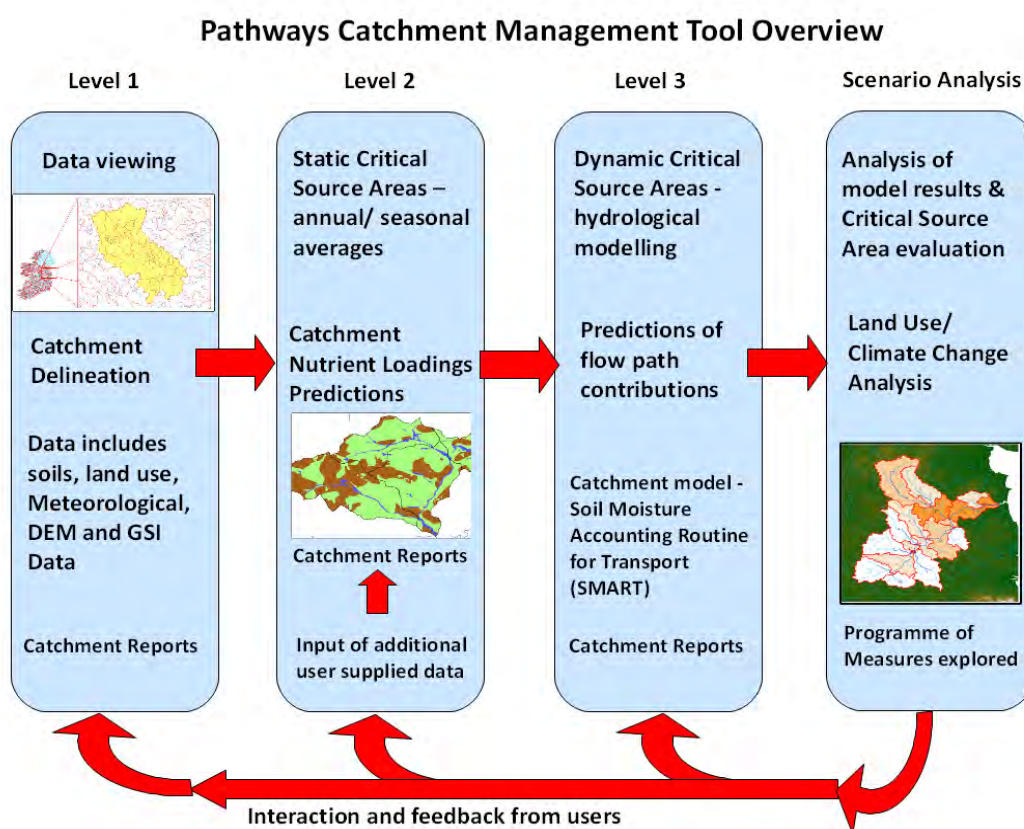 Pathways Catchment Management Tool Overview
Level 1
Data viewing
Catchment
Delineation
Data includes
soils, land use,
Meteorological,
DEM and GSI
Data
Catchment Reports
Level 2
Static Critical
Source Areas –
annual/ seasonal
averages
Catchment
Nutrient Loadings
Predictions
Catchment Reports
Input of additional
user supplied data
Level 3
Dynamic Critical
Source Areas -
hydrological
modelling
Predictions of
flow path
contributions
Catchment model -
Soil Moisture
Accounting Routine
for Transport
(SMART)
Catchment Reports
Scenario Analysis
Analysis of
model results &
Critical Source
Area evaluation
Land Use/
Climate Change
Analysis
Programme of
Measures explored
Interaction and feedback from users